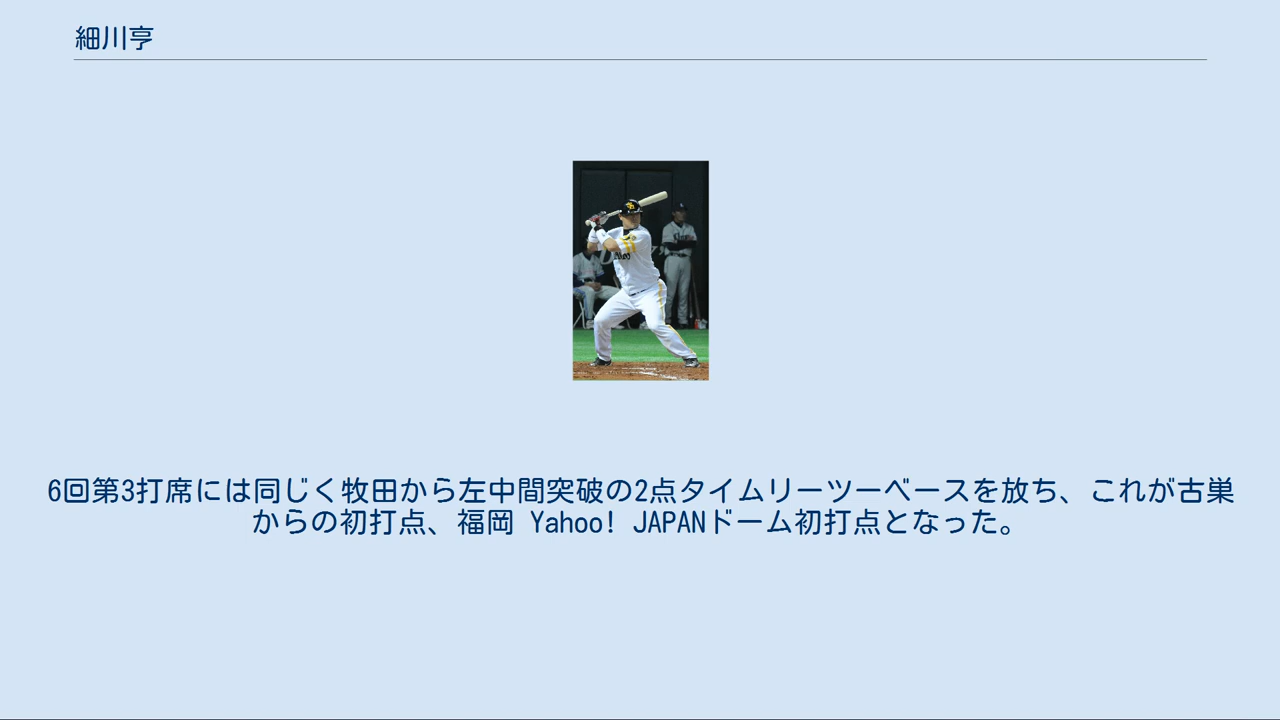 細川亨
6回第3打席には同じく牧田から左中間突破の2点タイムリーツーベースを放ち、これが古巣
からの初打点、福岡 Yahoo! JAPANドーム初打点となった。